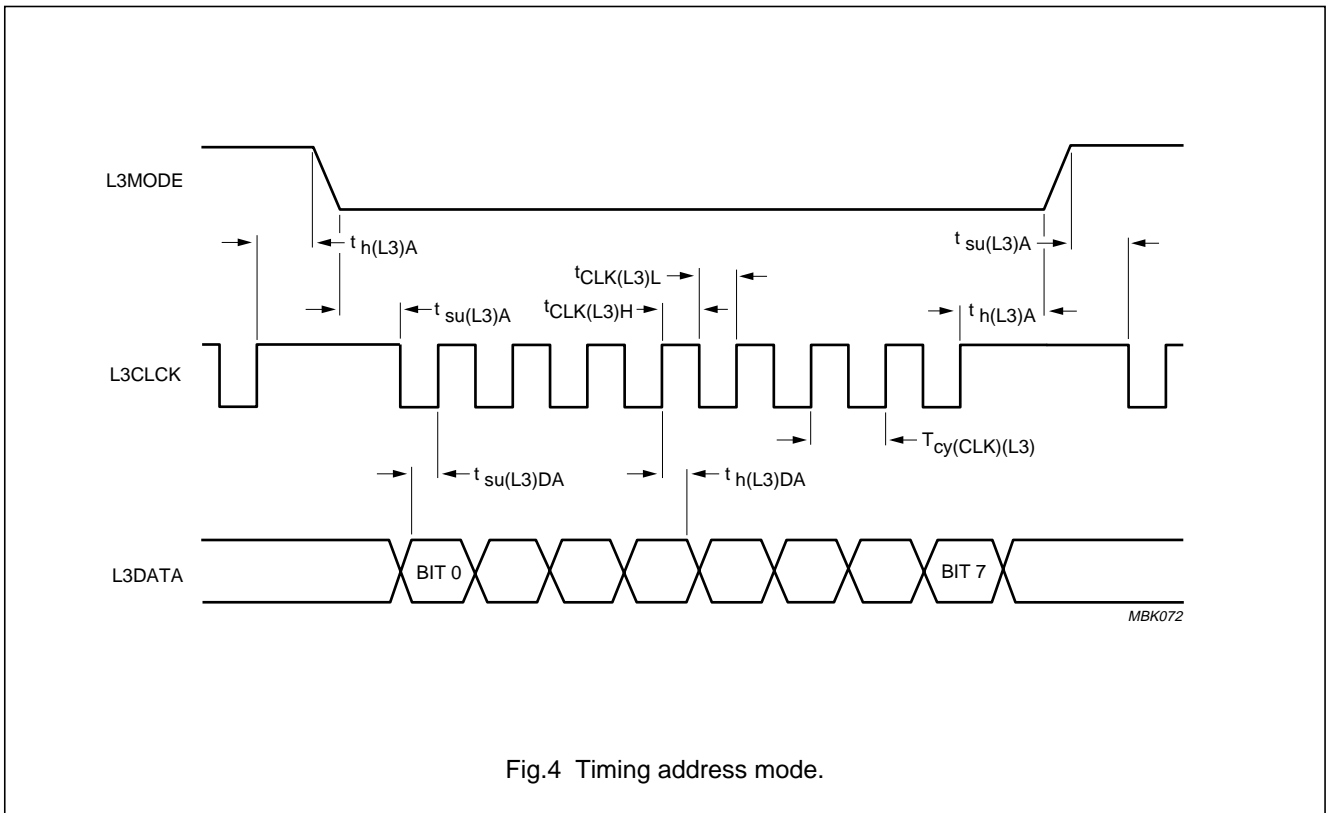 L3MODE
t h(L3)A
t su(L3)A
tCLK(L3)L
tCLK(L3)H
t su(L3)A
t h(L3)A
L3CLCK
Tcy(CLK)(L3)
t su(L3)DA
t h(L3)DA
L3DATA
BIT 0
BIT 7
MBK072
Fig.4 Timing address mode.